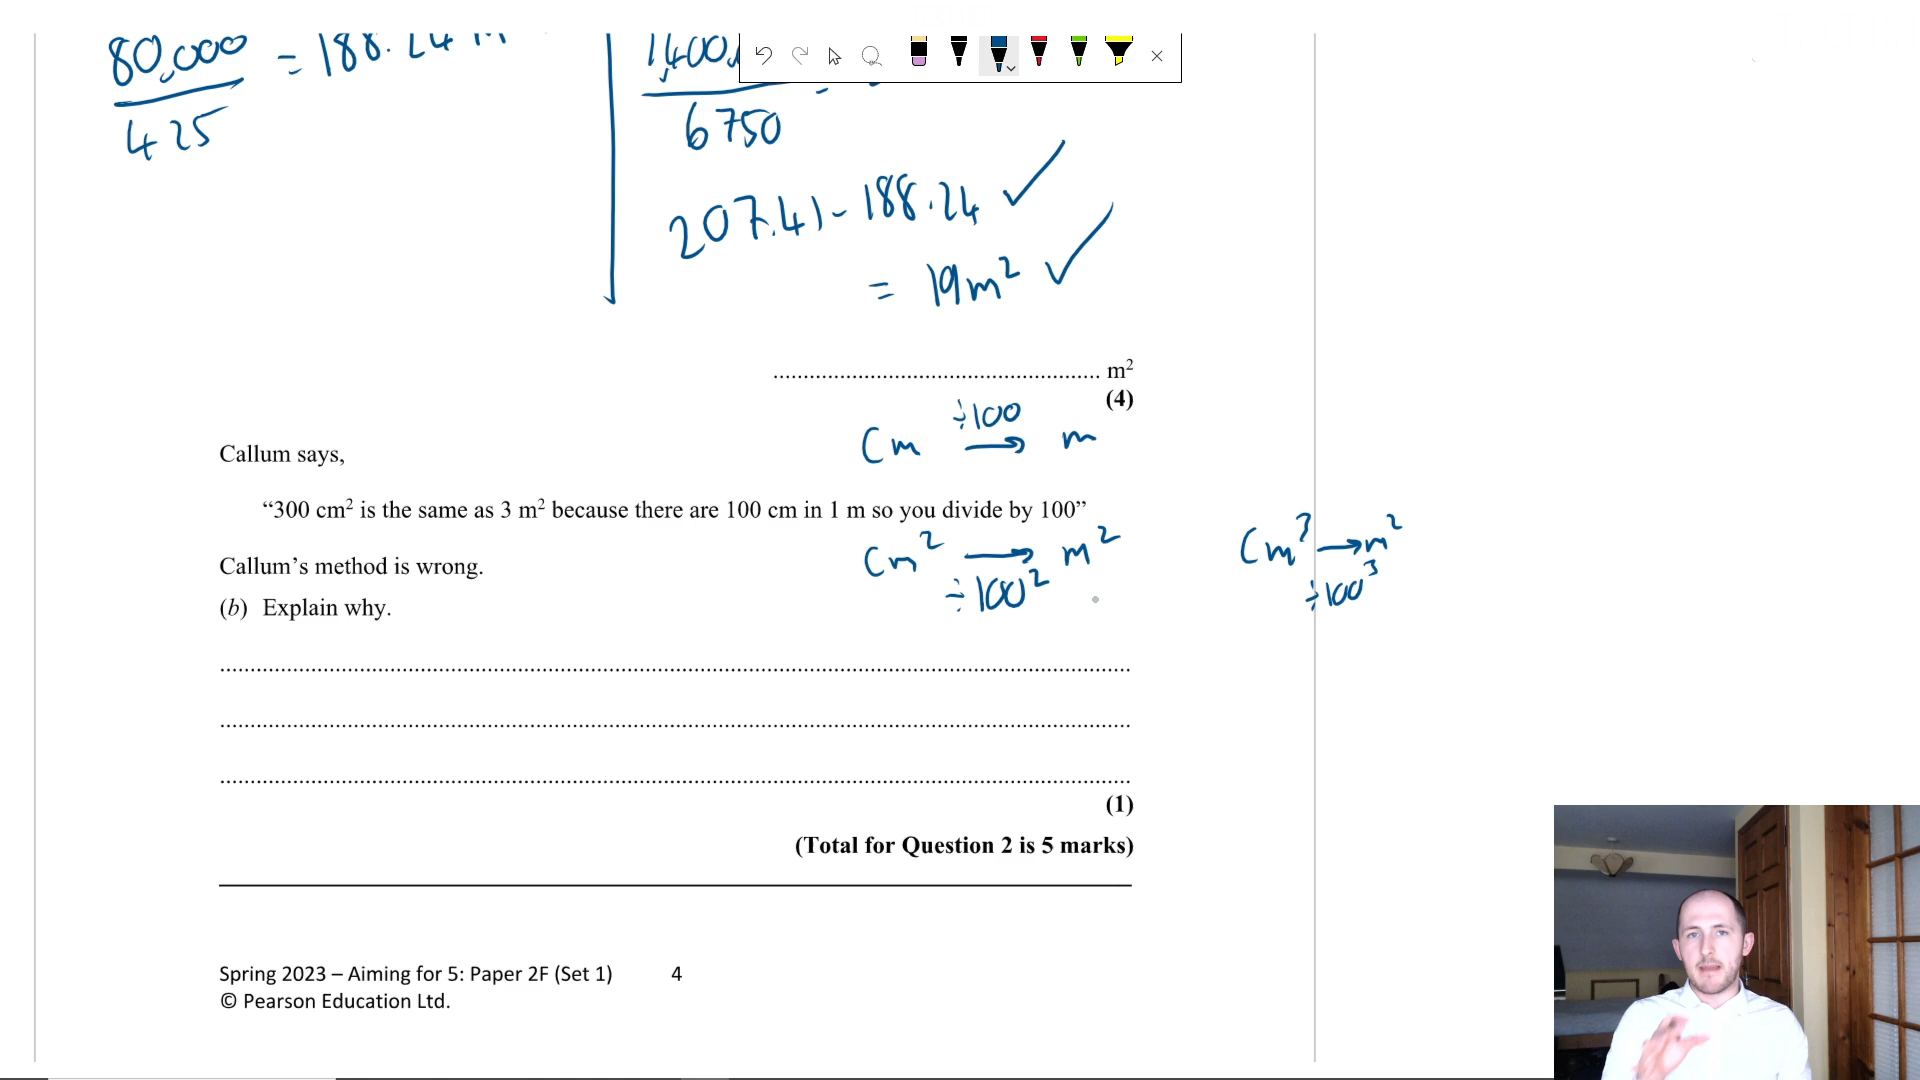 80,000 = 188.24 m
425
1,400,
6750
207.41 - 188.24 ✓
= 19m² ✓
.................................................... m²
(4)
÷100
Cm → m
Callum says,
“300 cm² is the same as 3 m² because there are 100 cm in 1 m so you divide by 100”
Cm² → m²
÷100²
Cm³ → m²
÷100³
Callum’s method is wrong.
(b) Explain why.
(1)
(Total for Question 2 is 5 marks)
Spring 2023 – Aiming for 5: Paper 2F (Set 1) 4
© Pearson Education Ltd.